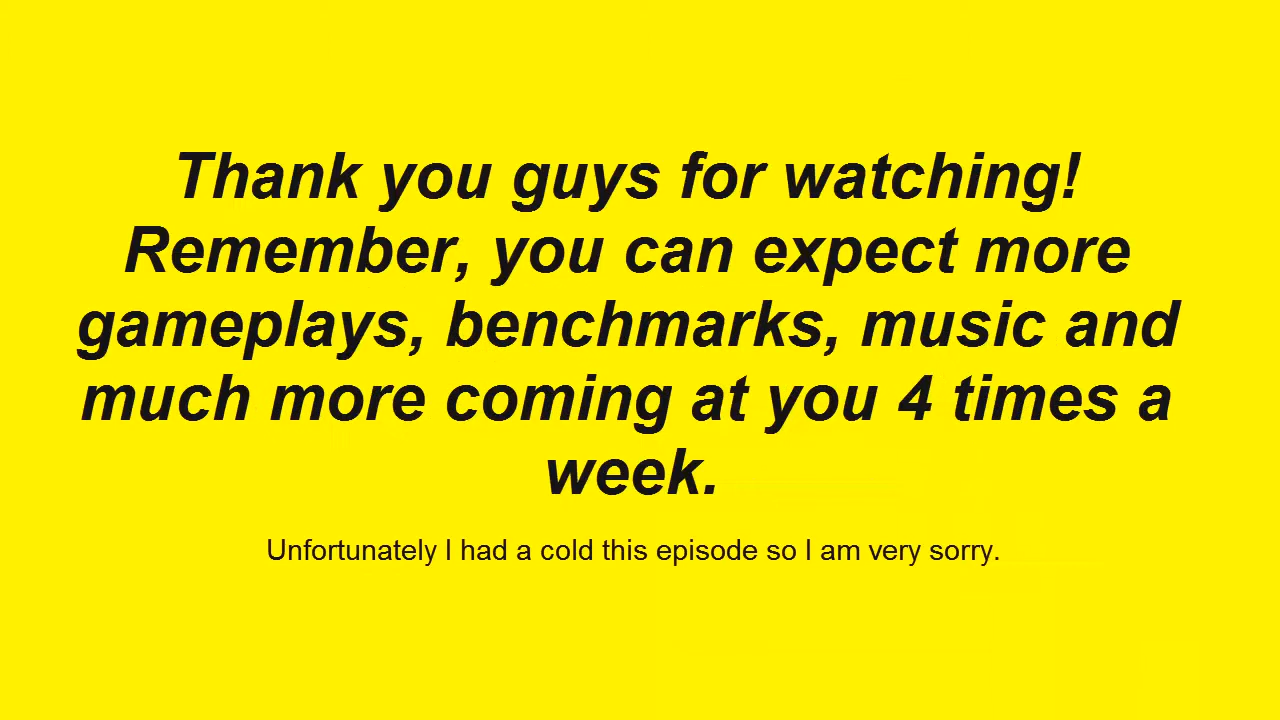 Thank you guys for watching!
Remember, you can expect more
gameplays, benchmarks, music and
much more coming at you 4 times a
week.
Unfortunately I had a cold this episode so I am very sorry.